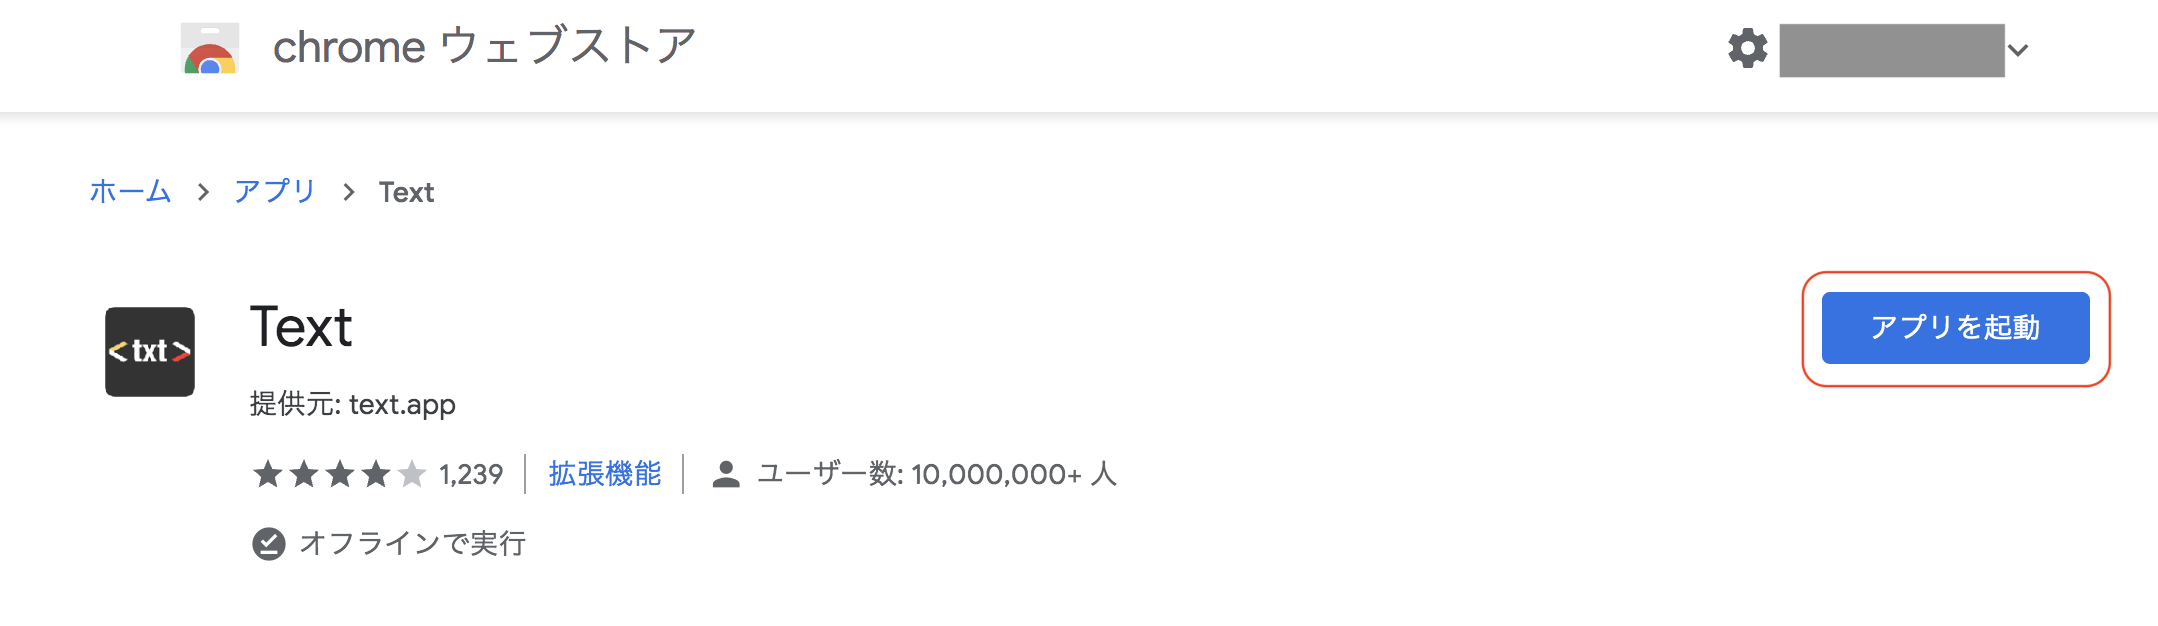 chrome ウェブストア
ホーム > アプリ > Text
<txt>
Text
アプリを起動
提供元: text.app
1,239 | 拡張機能 | ユーザー数: 10,000,000+ 人
オフラインで実行